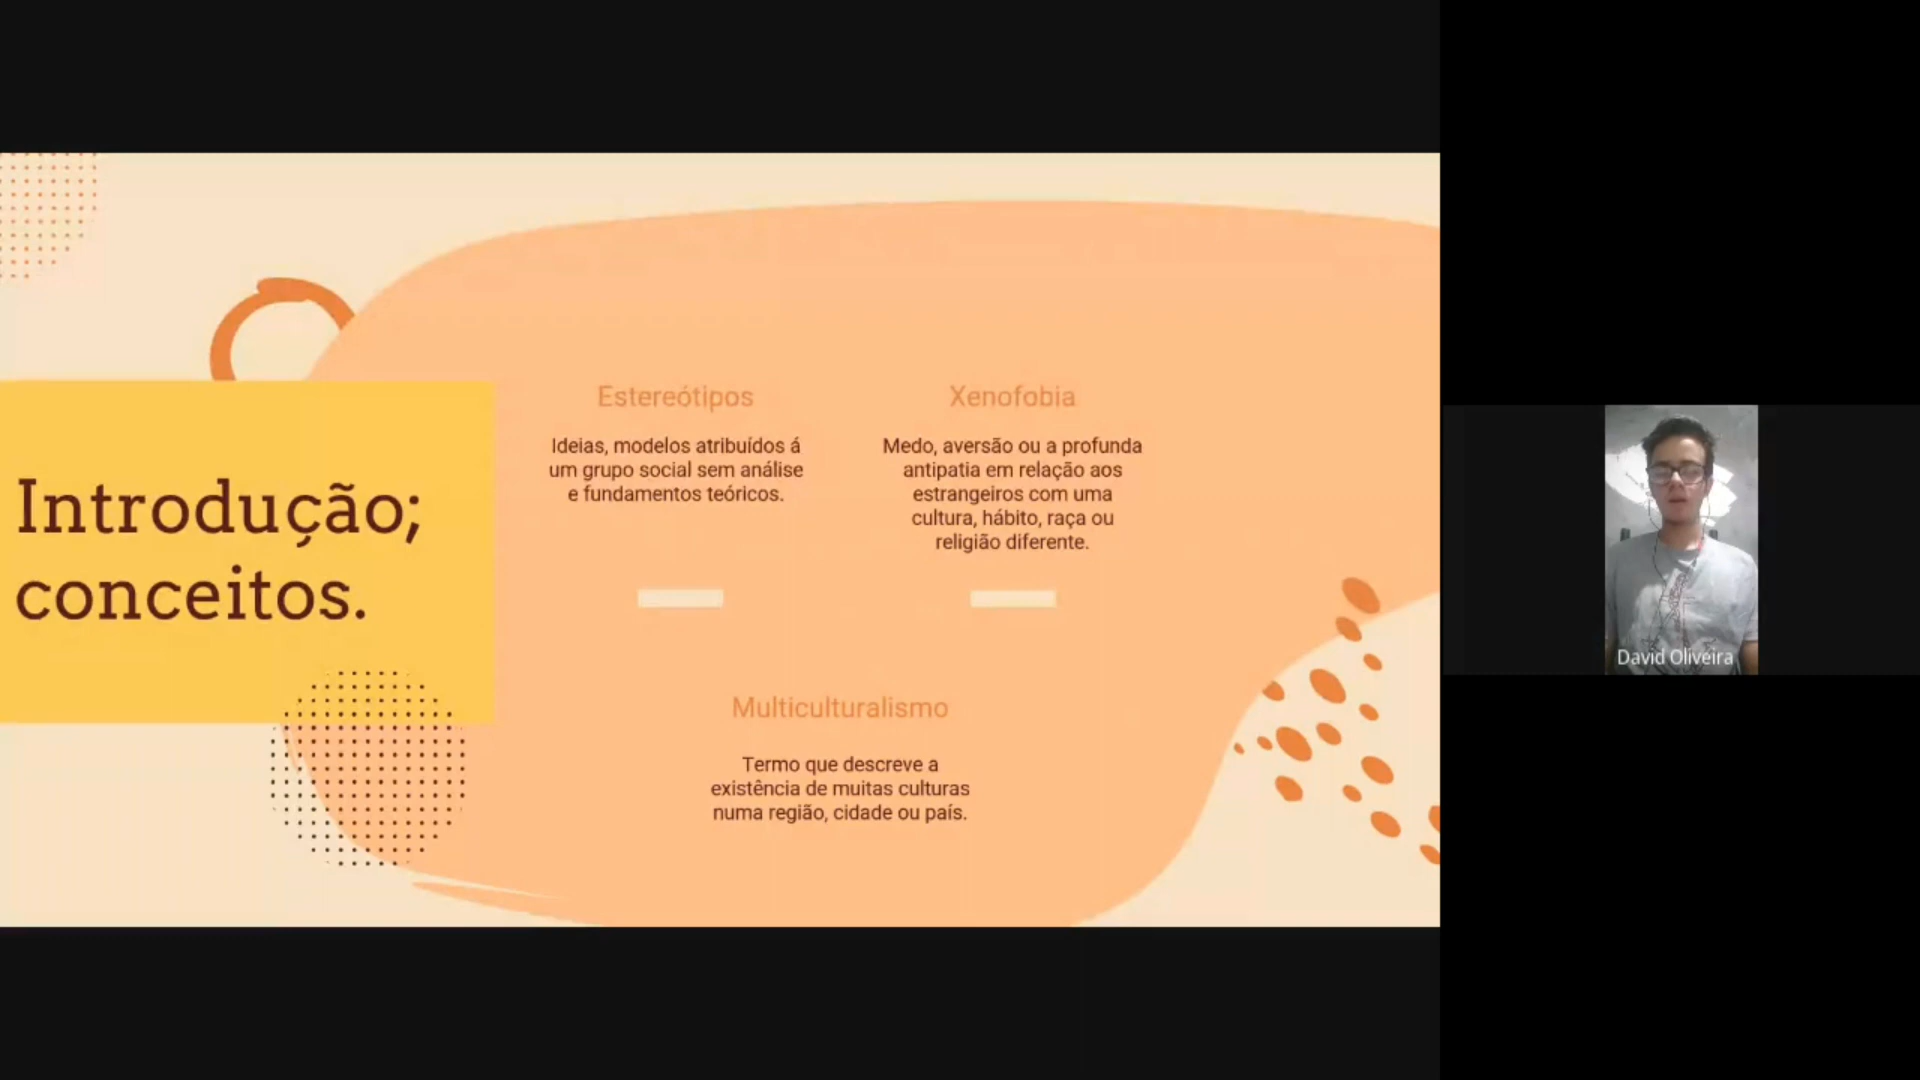 Introdução;
conceitos.
Estereótipos
Ideias, modelos atribuídos á
um grupo social sem análise
e fundamentos teóricos.
Xenofobia
Medo, aversão ou a profunda
antipatia em relação aos
estrangeiros com uma
cultura, hábito, raça ou
religião diferente.
Multiculturalismo
Termo que descreve a
existência de muitas culturas
numa região, cidade ou país.
David Oliveira